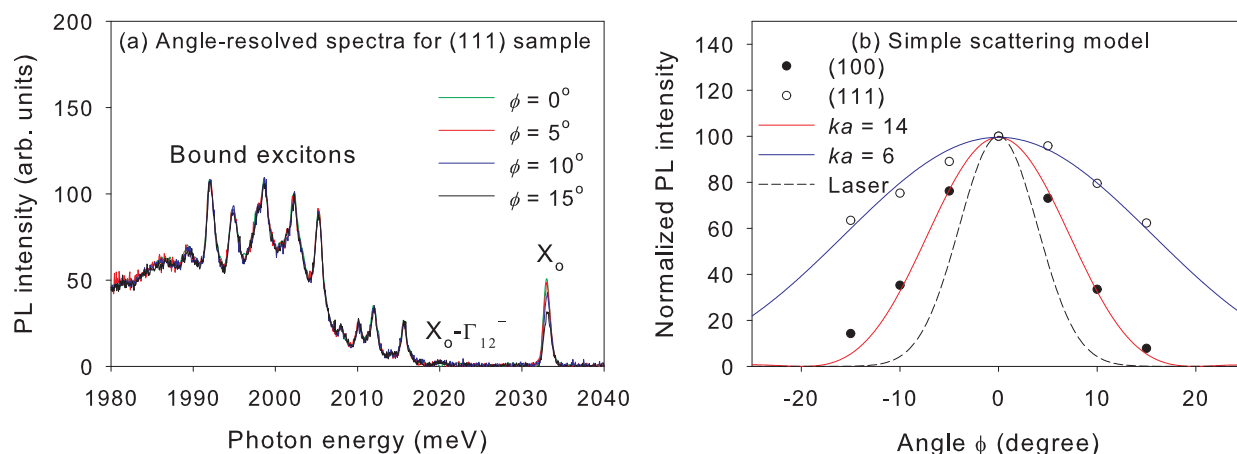 (a) Angle-resolved spectra for (111) sample
200
150
100
50
0
PL intensity (arb. units)
ϕ = 0°
ϕ = 5°
ϕ = 10°
ϕ = 15°
Bound excitons
Xₒ
Xₒ-Γ₁₂⁻
1980 1990 2000 2010 2020 2030 2040
Photon energy (meV)
(b) Simple scattering model
140
120
100
80
60
40
20
0
Normalized PL intensity
(100)
(111)
ka = 14
ka = 6
Laser
-20 -10 0 10 20
Angle ϕ (degree)